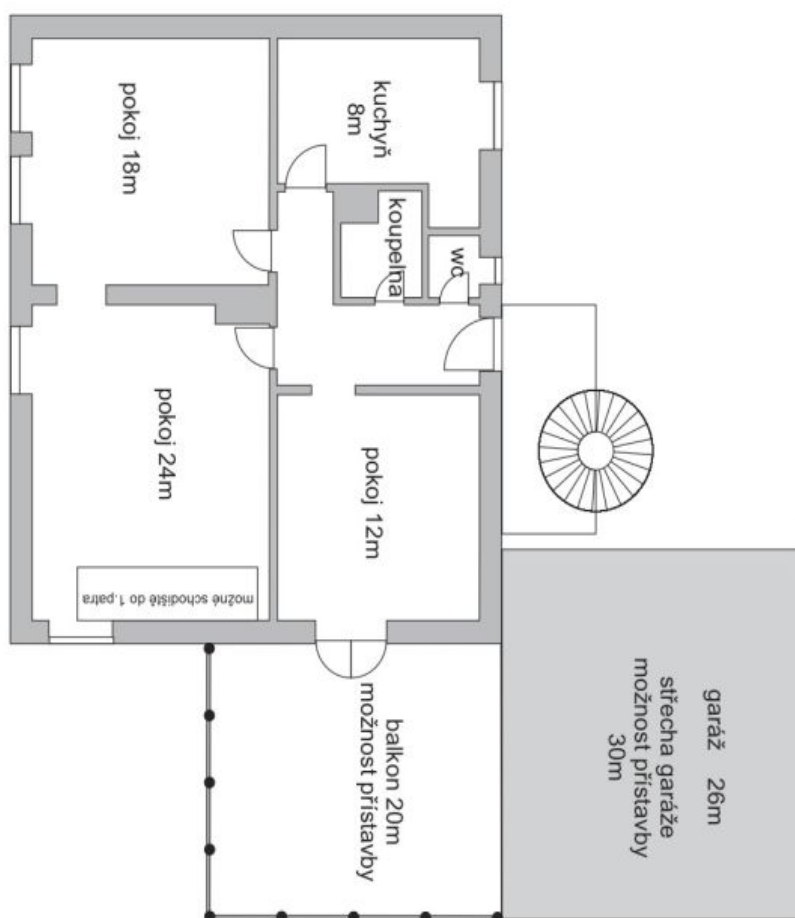 pokoj 18m
kuchyň
8m
koupelna
wc
pokoj 24m
pokoj 12m
možné schodiště do 1.patra
balkon 20m
možnost přístavby
garáž 26m
střecha garáže
možnost přístavby
30m